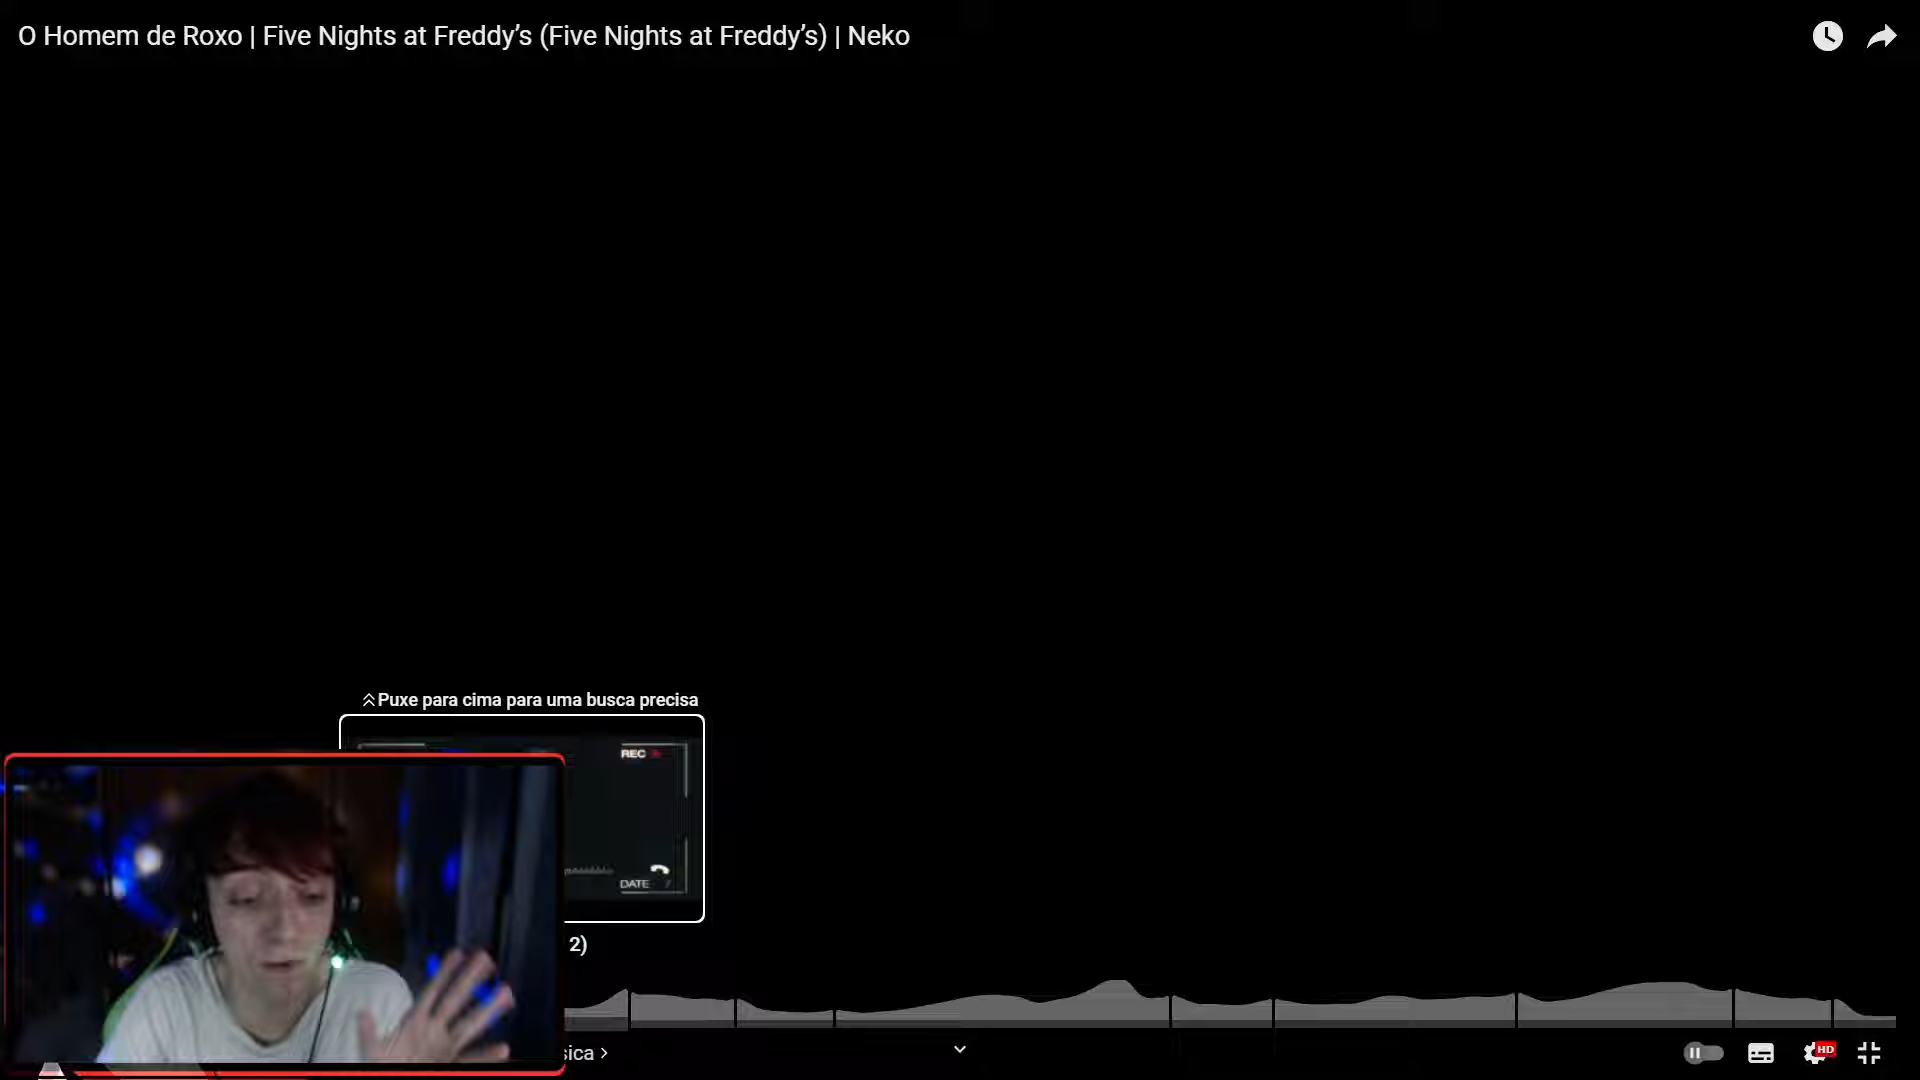 O Homem de Roxo | Five Nights at Freddy’s (Five Nights at Freddy’s) | Neko
Puxe para cima para uma busca precisa
REC
DATE
2)
sica
HD